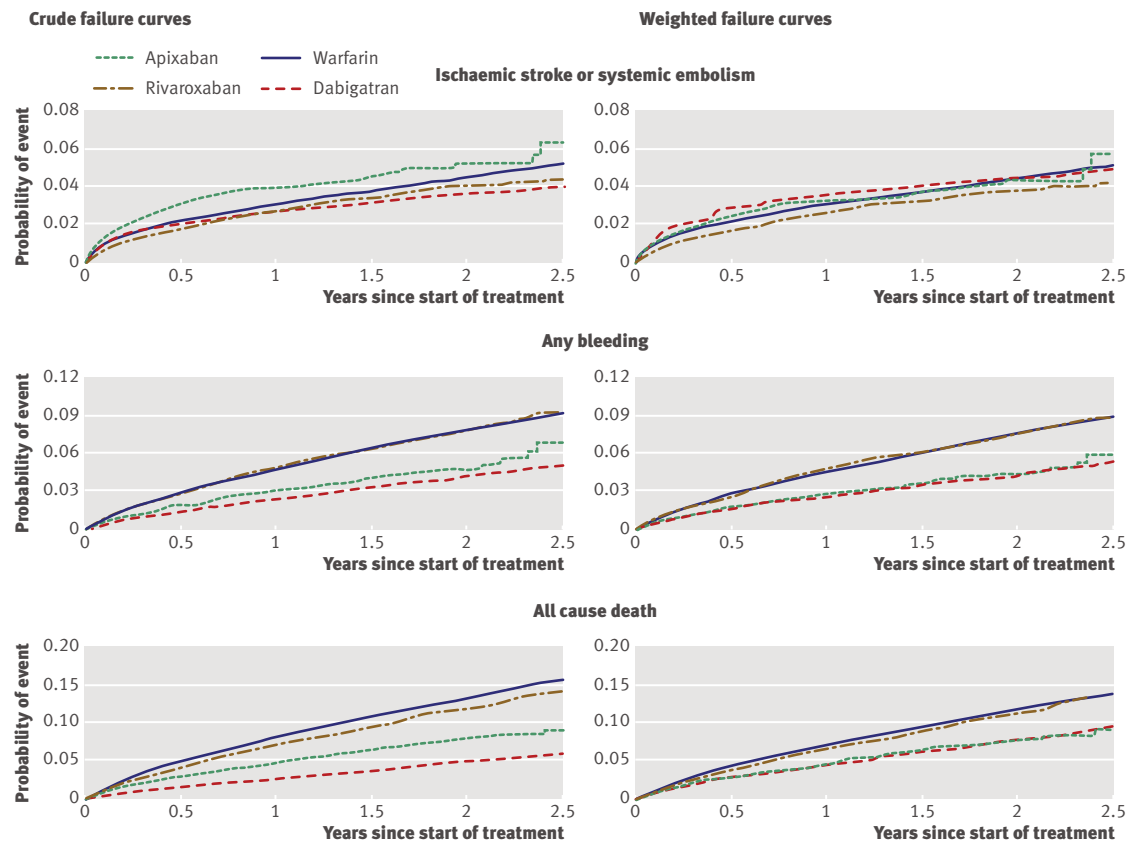 Crude failure curves
Weighted failure curves
Apixaban
Warfarin
Rivaroxaban
Dabigatran
Ischaemic stroke or systemic embolism
Probability of event
0.08
0.06
0.04
0.02
0
0 0.5 1 1.5 2 2.5
Years since start of treatment
0.08
0.06
0.04
0.02
0
0 0.5 1 1.5 2 2.5
Years since start of treatment
Any bleeding
Probability of event
0.12
0.09
0.06
0.03
0
0 0.5 1 1.5 2 2.5
Years since start of treatment
0.12
0.09
0.06
0.03
0
0 0.5 1 1.5 2 2.5
Years since start of treatment
All cause death
Probability of event
0.20
0.15
0.10
0.05
0
0 0.5 1 1.5 2 2.5
Years since start of treatment
0.20
0.15
0.10
0.05
0
0 0.5 1 1.5 2 2.5
Years since start of treatment